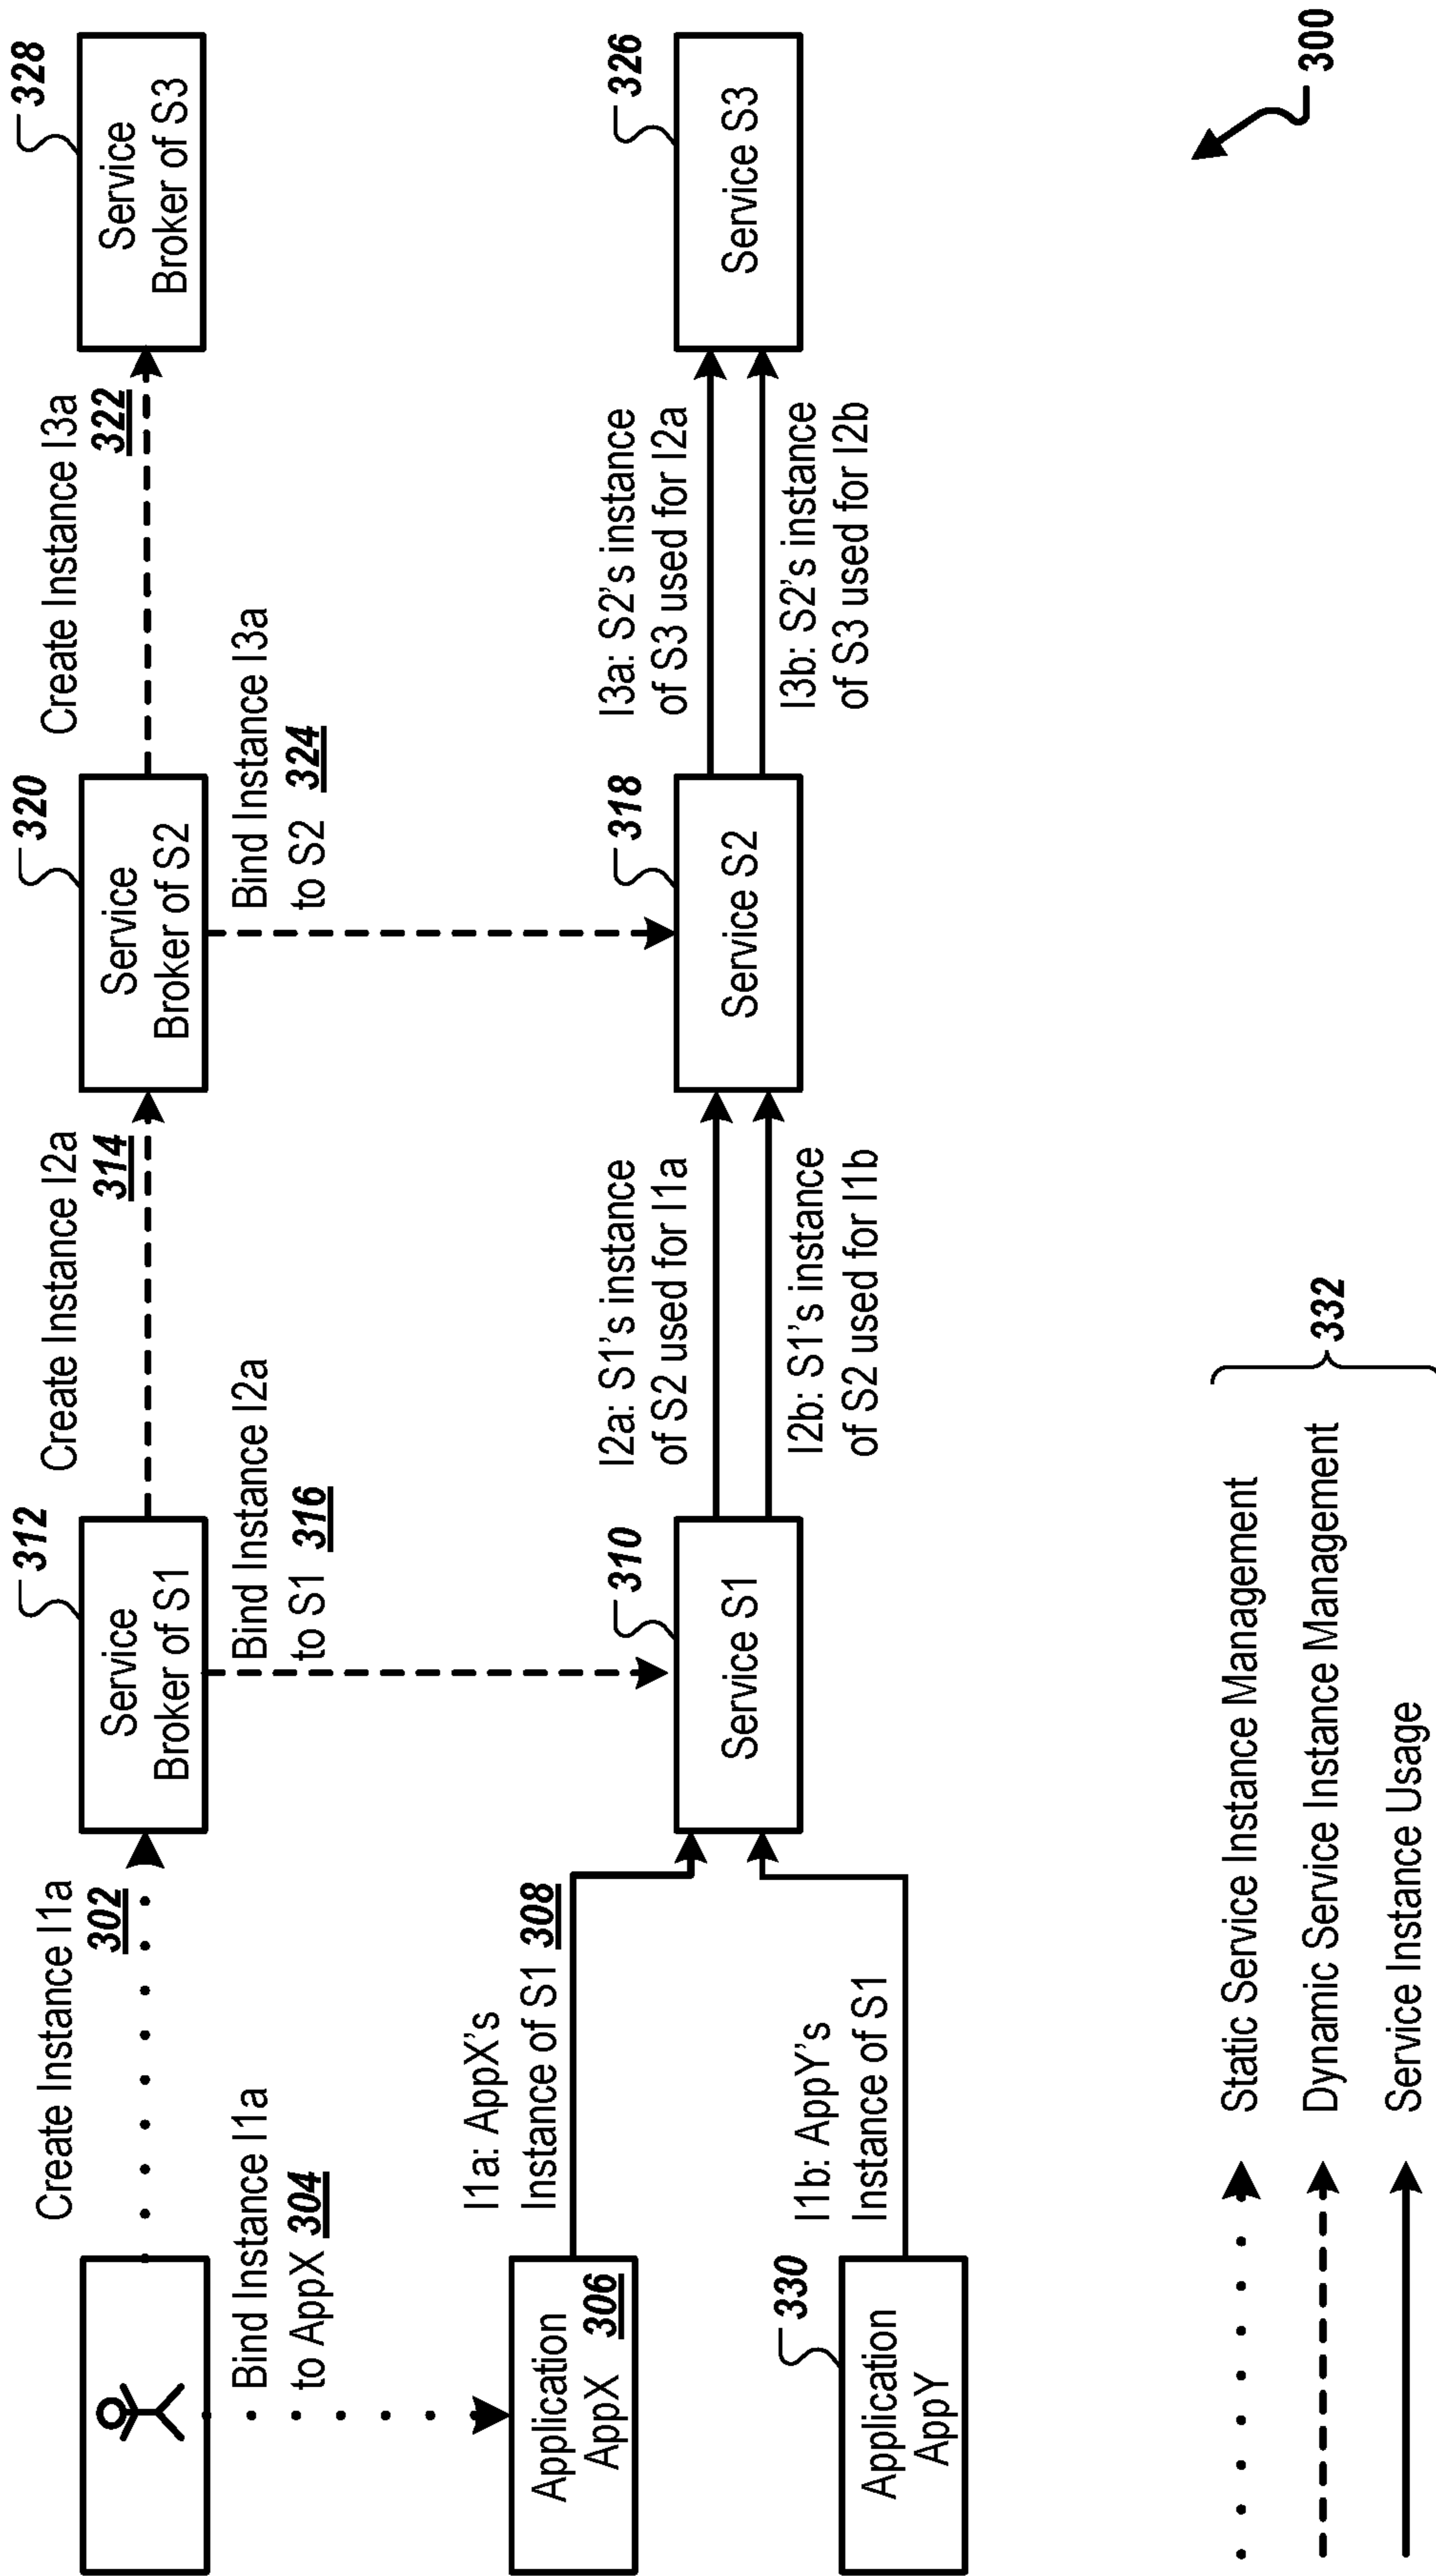 Create Instance I1a
302
Service
Broker of S1
312
Create Instance I2a
314
Service
Broker of S2
320
Create Instance I3a
322
Service
Broker of S3
328
Bind Instance I1a
to AppX 304
Bind Instance I2a
to S1 316
Bind Instance I3a
to S2 324
Application
AppX 306
I1a: AppX's
Instance of S1 308
Service S1
310
I2a: S1's instance
of S2 used for I1a
Service S2
318
I3a: S2's instance
of S3 used for I2a
Service S3
326
Application
AppY
330
I1b: AppY's
Instance of S1
I2b: S1's instance
of S2 used for I1b
I3b: S2's instance
of S3 used for I2b
Static Service Instance Management
Dynamic Service Instance Management
Service Instance Usage
332
300